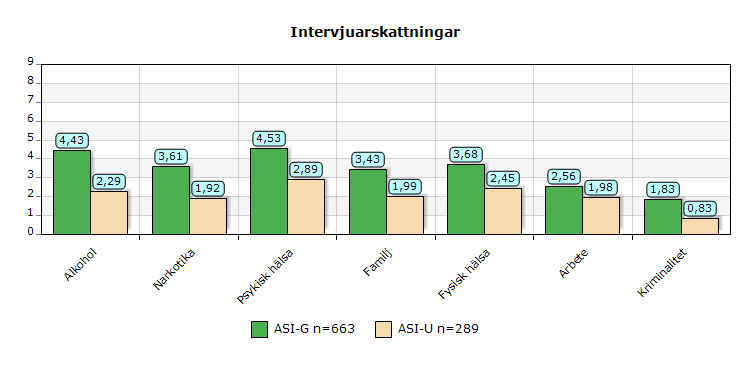 Intervjuarskattningar
9
8
7
6
5
4
3
2
1
0
4,43
2,29
3,61
1,92
4,53
2,89
3,43
1,99
3,68
2,45
2,56
1,98
1,83
0,83
Alkohol
Narkotika
Psykisk hälsa
Familj
Fysisk hälsa
Arbete
Kriminalitet
ASI-G n=663
ASI-U n=289